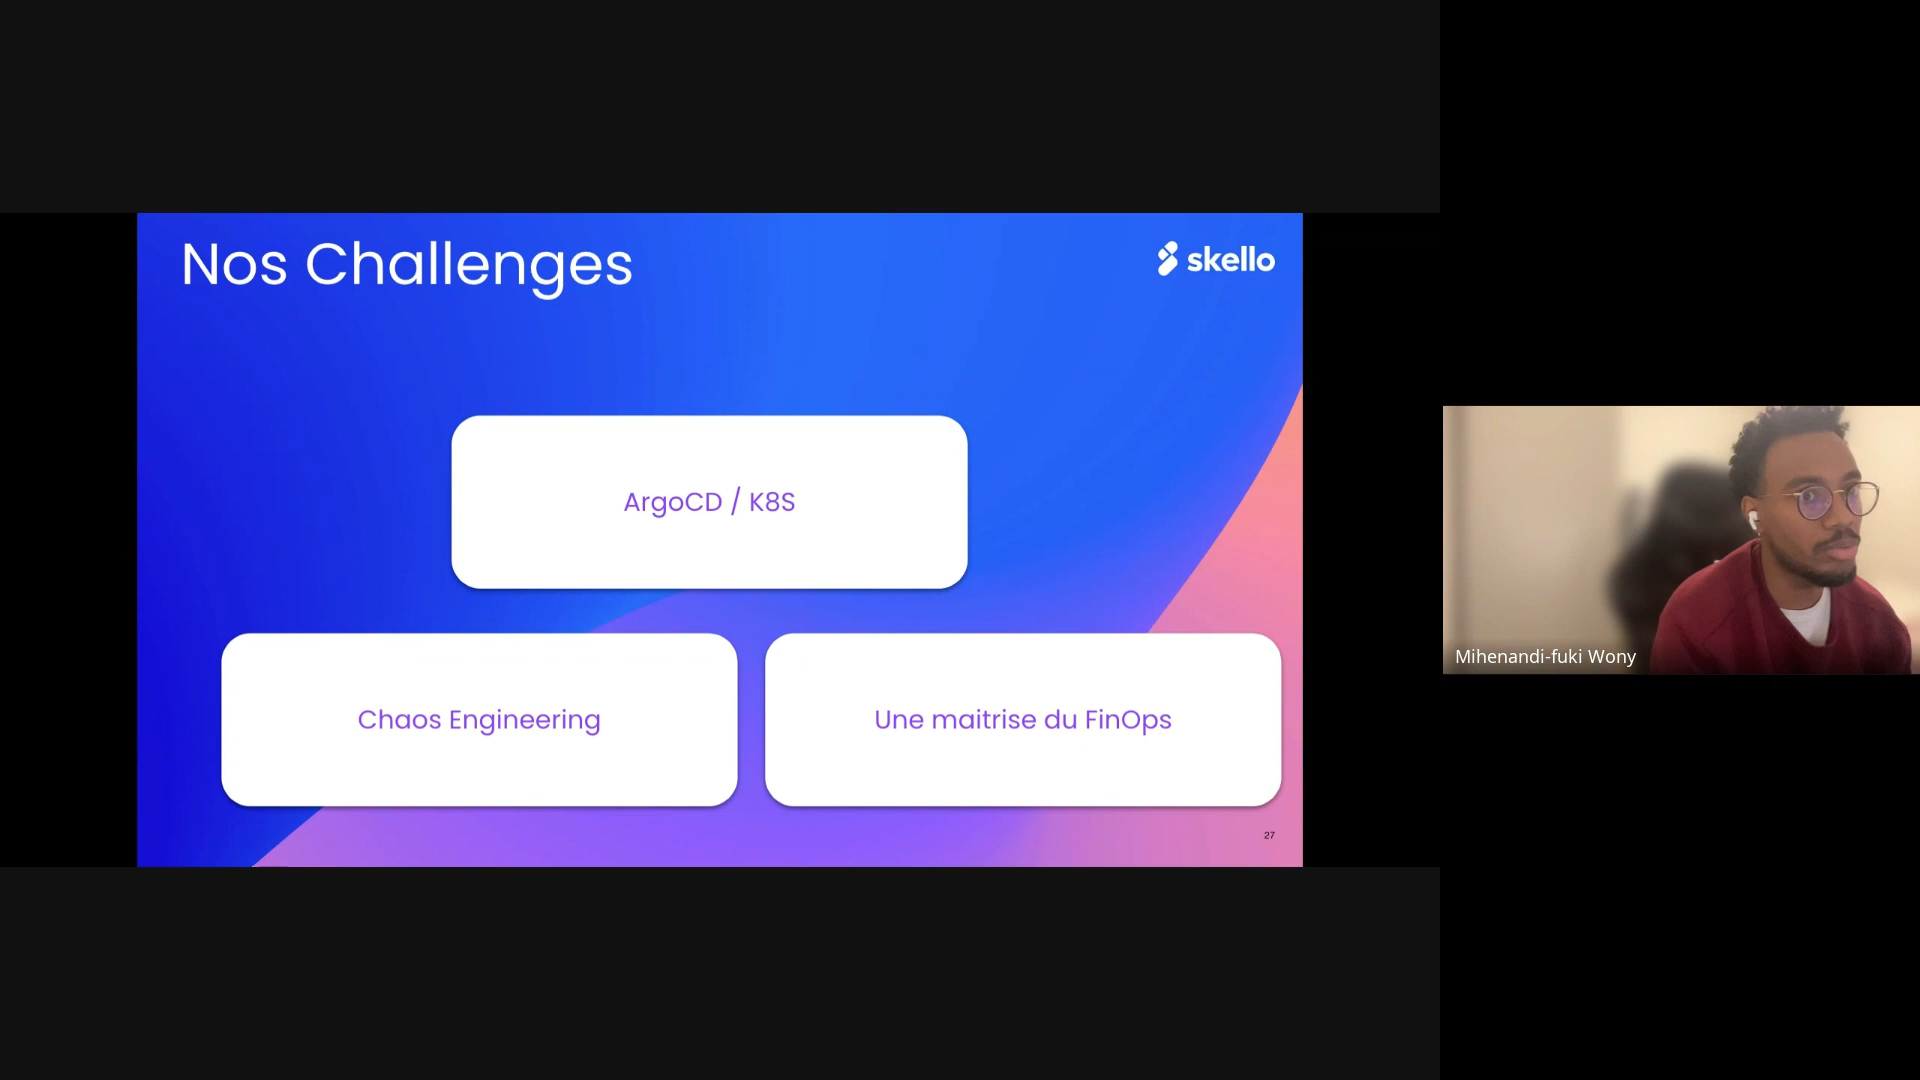 Nos Challenges
skello
ArgoCD / K8S
Chaos Engineering
Une maitrise du FinOps
27
Mihenandi-fuki Wony